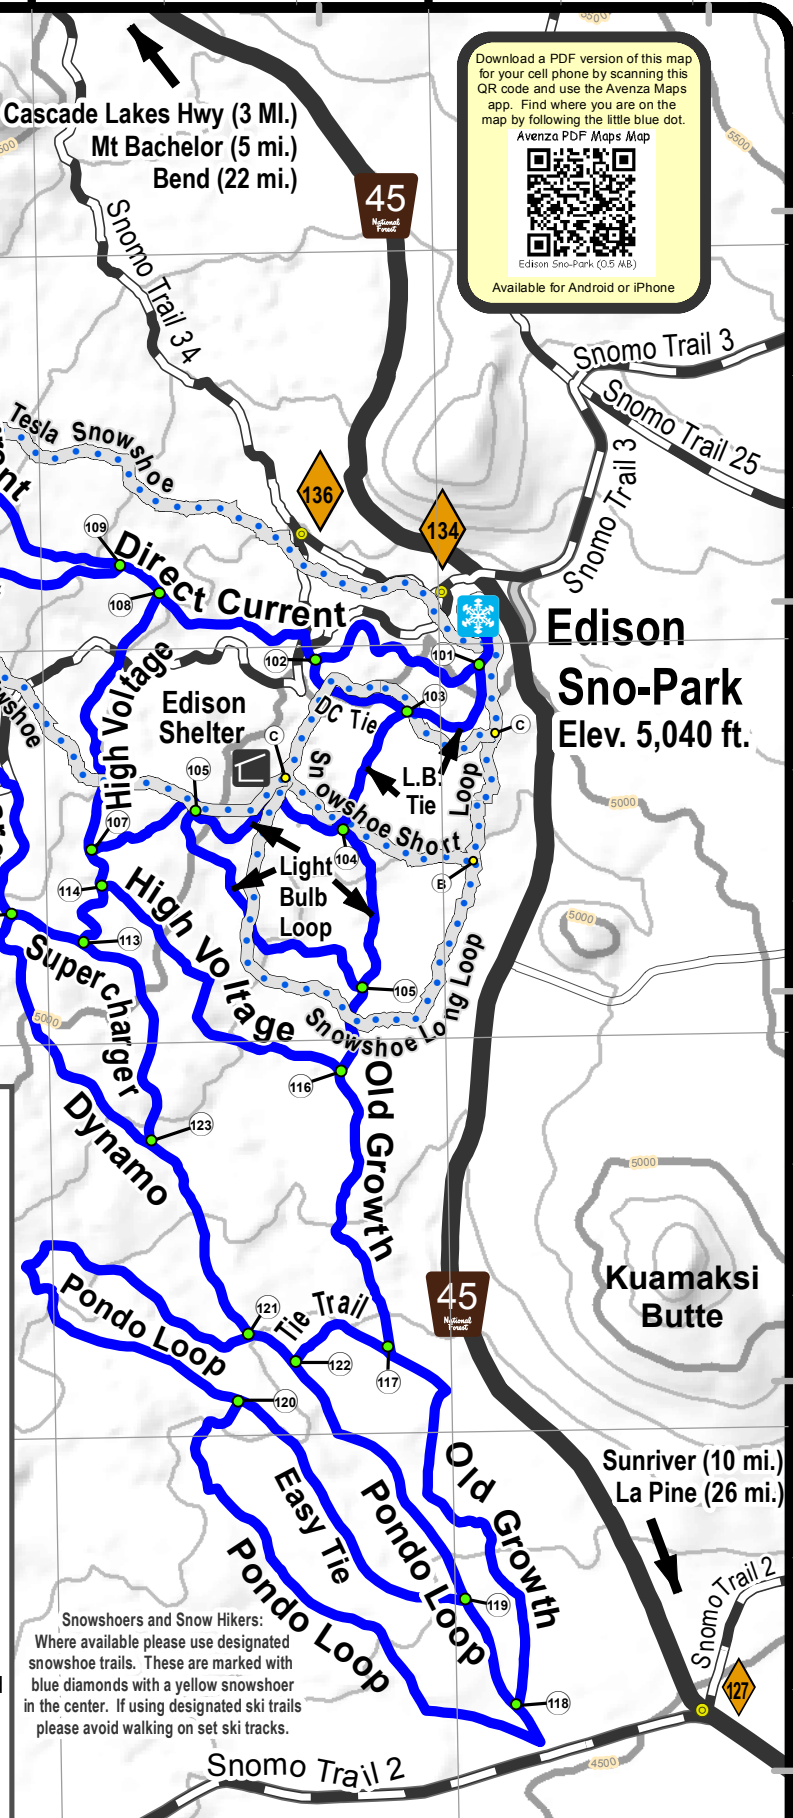 5500
Download a PDF version of this map
for your cell phone by scanning this
QR code and use the Avenza Maps
app. Find where you are on the
map by following the little blue dot.
Avenza PDF Maps Map
Edison Sno-Park (0.5 MB)
Available for Android or iPhone
5500
Cascade Lakes Hwy (3 MI.)
Mt Bachelor (5 mi.)
Bend (22 mi.)
45
National
Forest
Snomo Trail 34
Snomo Trail 3
Snomo Trail 25
Snomo Trail 3
Tesla Snowshoe
136
134
109
Direct Current
108
102
101
Edison
Sno-Park
Elev. 5,040 ft.
High Voltage
Edison
Shelter
DC Tie
103
C
C
L.B.
Tie
Loop
Snowshoe Short
105
107
104
B
5000
Light
Bulb
Loop
114
High Voltage
113
Supercharger
105
Snowshoe Long Loop
5000
5000
116
Old Growth
123
Dynamo
5000
Kuamaksi
Butte
45
National
Forest
121
Tie Trail
Pondo Loop
122
117
120
Sunriver (10 mi.)
La Pine (26 mi.)
Old Growth
Easy Tie
Pondo Loop
Pondo Loop
119
118
Snomo Trail 2
127
Snowshoers and Snow Hikers:
Where available please use designated
snowshoe trails. These are marked with
blue diamonds with a yellow snowshoer
in the center. If using designated ski trails
please avoid walking on set ski tracks.
Snomo Trail 2
4500